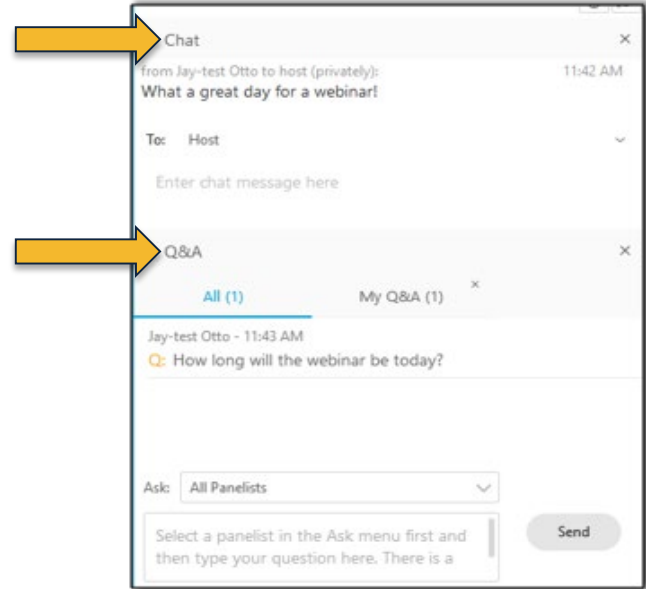 Chat
from Jay-test Otto to host (privately): 11:42 AM
What a great day for a webinar!
To: Host
Enter chat message here
Q&A
All (1) My Q&A (1)
Jay-test Otto - 11:43 AM
Q: How long will the webinar be today?
Ask: All Panelists
Select a panelist in the Ask menu first and
then type your question here. There is a
Send